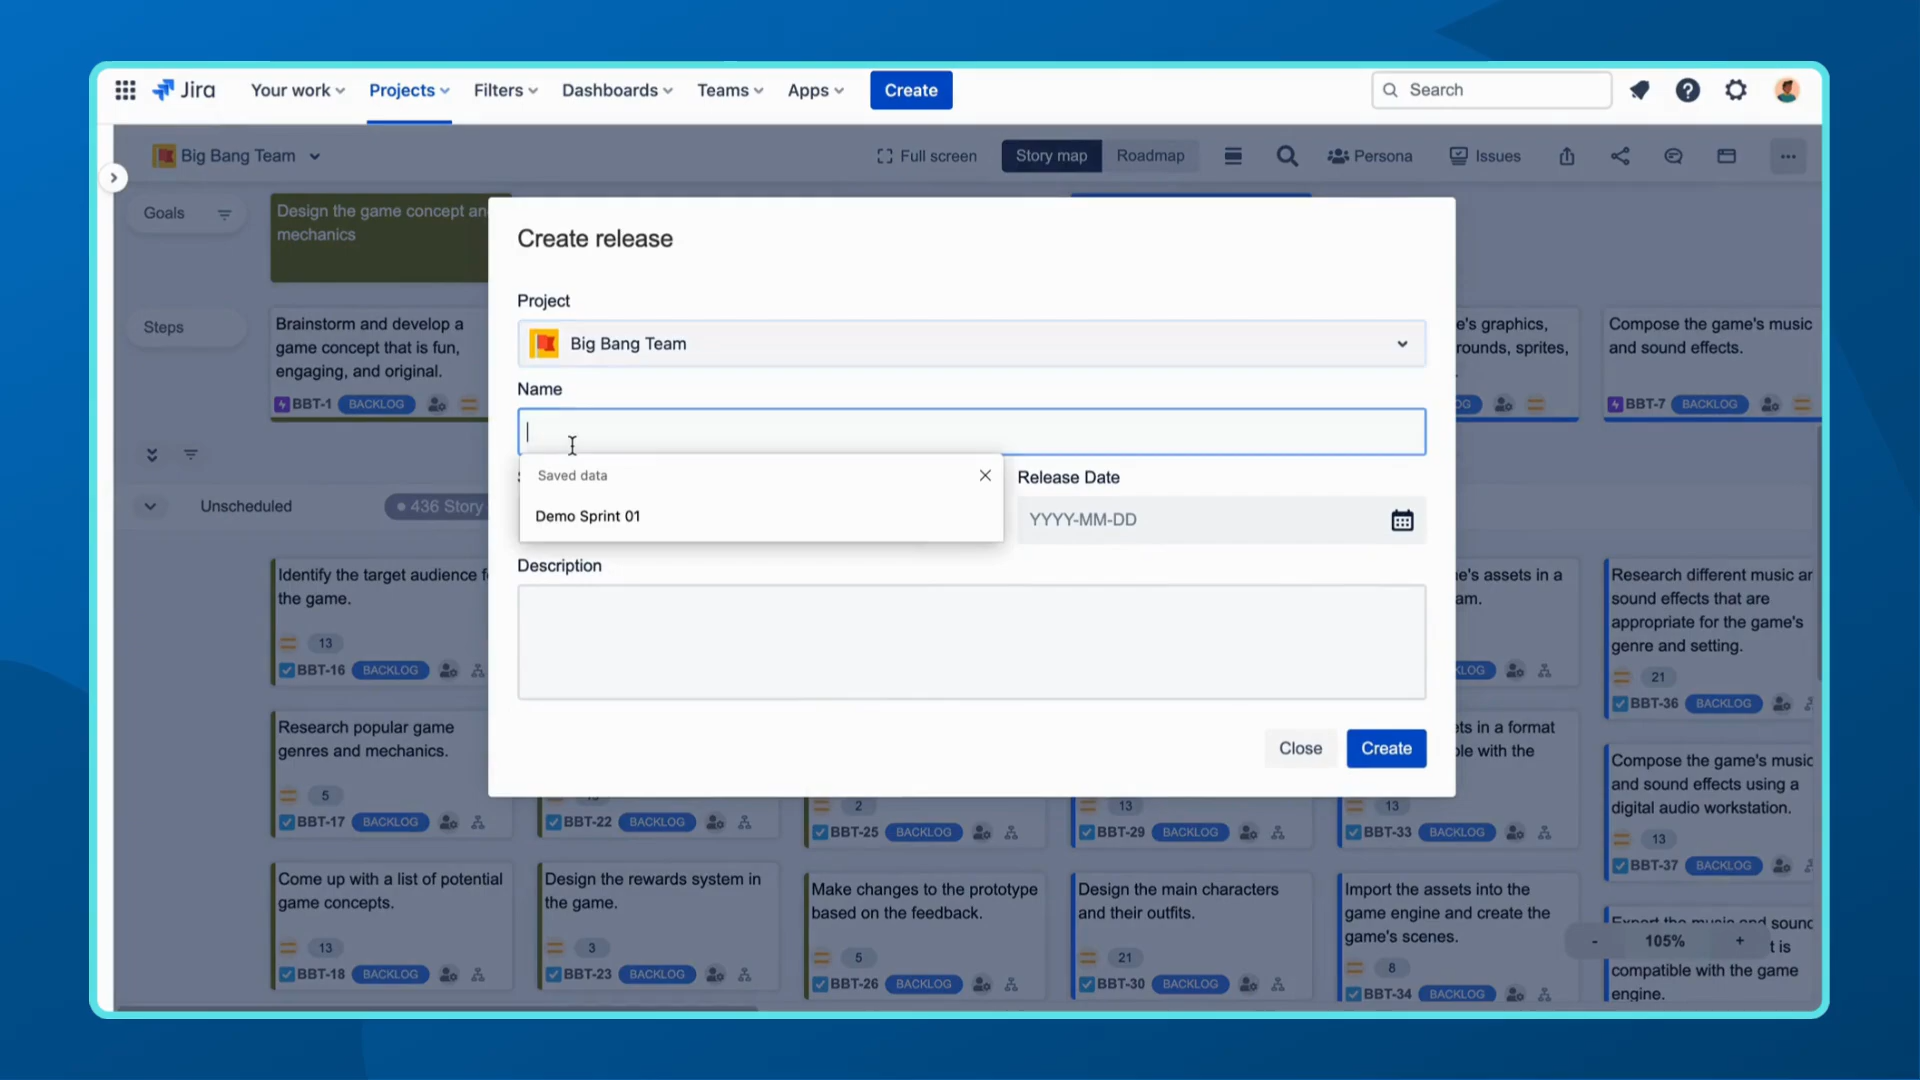 Jira
Your work
Projects
Filters
Dashboards
Teams
Apps
Create
Search
Big Bang Team
Full screen
Story map
Roadmap
Persona
Issues
Goals
Design the game concept an
mechanics
Create release
Project
Big Bang Team
Name
Saved data
Demo Sprint 01
Release Date
YYYY-MM-DD
Description
Close
Create
Steps
Brainstorm and develop a
game concept that is fun,
engaging, and original.
BBT-1 BACKLOG
e's graphics,
rounds, sprites,
Compose the game's music
and sound effects.
BBT-7 BACKLOG
Unscheduled
436 Story
Identify the target audience f
the game.
13
BBT-16 BACKLOG
e's assets in a
am.
LOG
Research different music ar
sound effects that are
appropriate for the game's
genre and setting.
21
BBT-36 BACKLOG
Research popular game
genres and mechanics.
5
BBT-17 BACKLOG
BBT-22 BACKLOG
2
BBT-25 BACKLOG
13
BBT-29 BACKLOG
ts in a format
le with the
13
BBT-33 BACKLOG
Compose the game's music
and sound effects using a
digital audio workstation.
13
BBT-37 BACKLOG
Come up with a list of potential
game concepts.
13
BBT-18 BACKLOG
Design the rewards system in
the game.
3
BBT-23 BACKLOG
Make changes to the prototype
based on the feedback.
5
BBT-26 BACKLOG
Design the main characters
and their outfits.
21
BBT-30 BACKLOG
Import the assets into the
game engine and create the
game's scenes.
8
BBT-34 BACKLOG
Export the music and sound
t is
compatible with the game
engine.
- 105% +